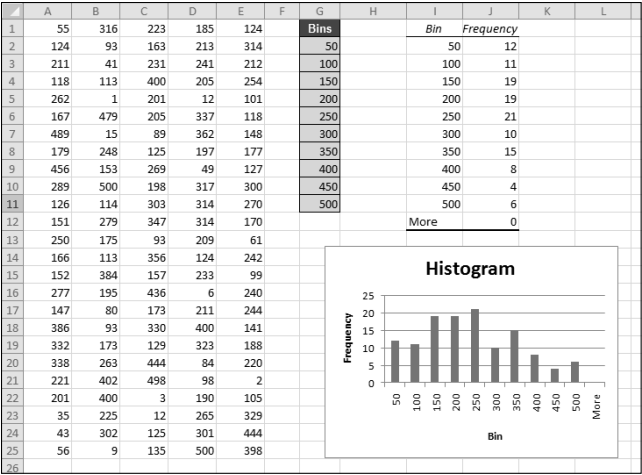 A B C D E F G H I J K L
1 55 316 223 185 124 Bins Bin Frequency
2 124 93 163 213 314 50 50 12
3 211 41 231 241 212 100 100 11
4 118 113 400 205 254 150 150 19
5 262 1 201 12 101 200 200 19
6 167 479 205 337 118 250 250 21
7 489 15 89 362 148 300 300 10
8 179 248 125 197 177 350 350 15
9 456 153 269 49 127 400 400 8
10 289 500 198 317 300 450 450 4
11 126 114 303 314 270 500 500 6
12 151 279 347 314 170 More 0
13 250 175 93 209 61
14 166 113 356 124 242
15 152 384 157 233 99
16 277 195 436 6 240
17 147 80 173 211 244
18 386 93 330 400 141
19 332 173 129 323 188
20 338 263 444 84 220
21 221 402 498 98 2
22 201 400 3 190 105
23 35 225 12 265 329
24 43 302 125 301 444
25 56 9 135 500 398
26
Histogram
Frequency
25
20
15
10
5
0
50 100 150 200 250 300 350 400 450 500 More
Bin